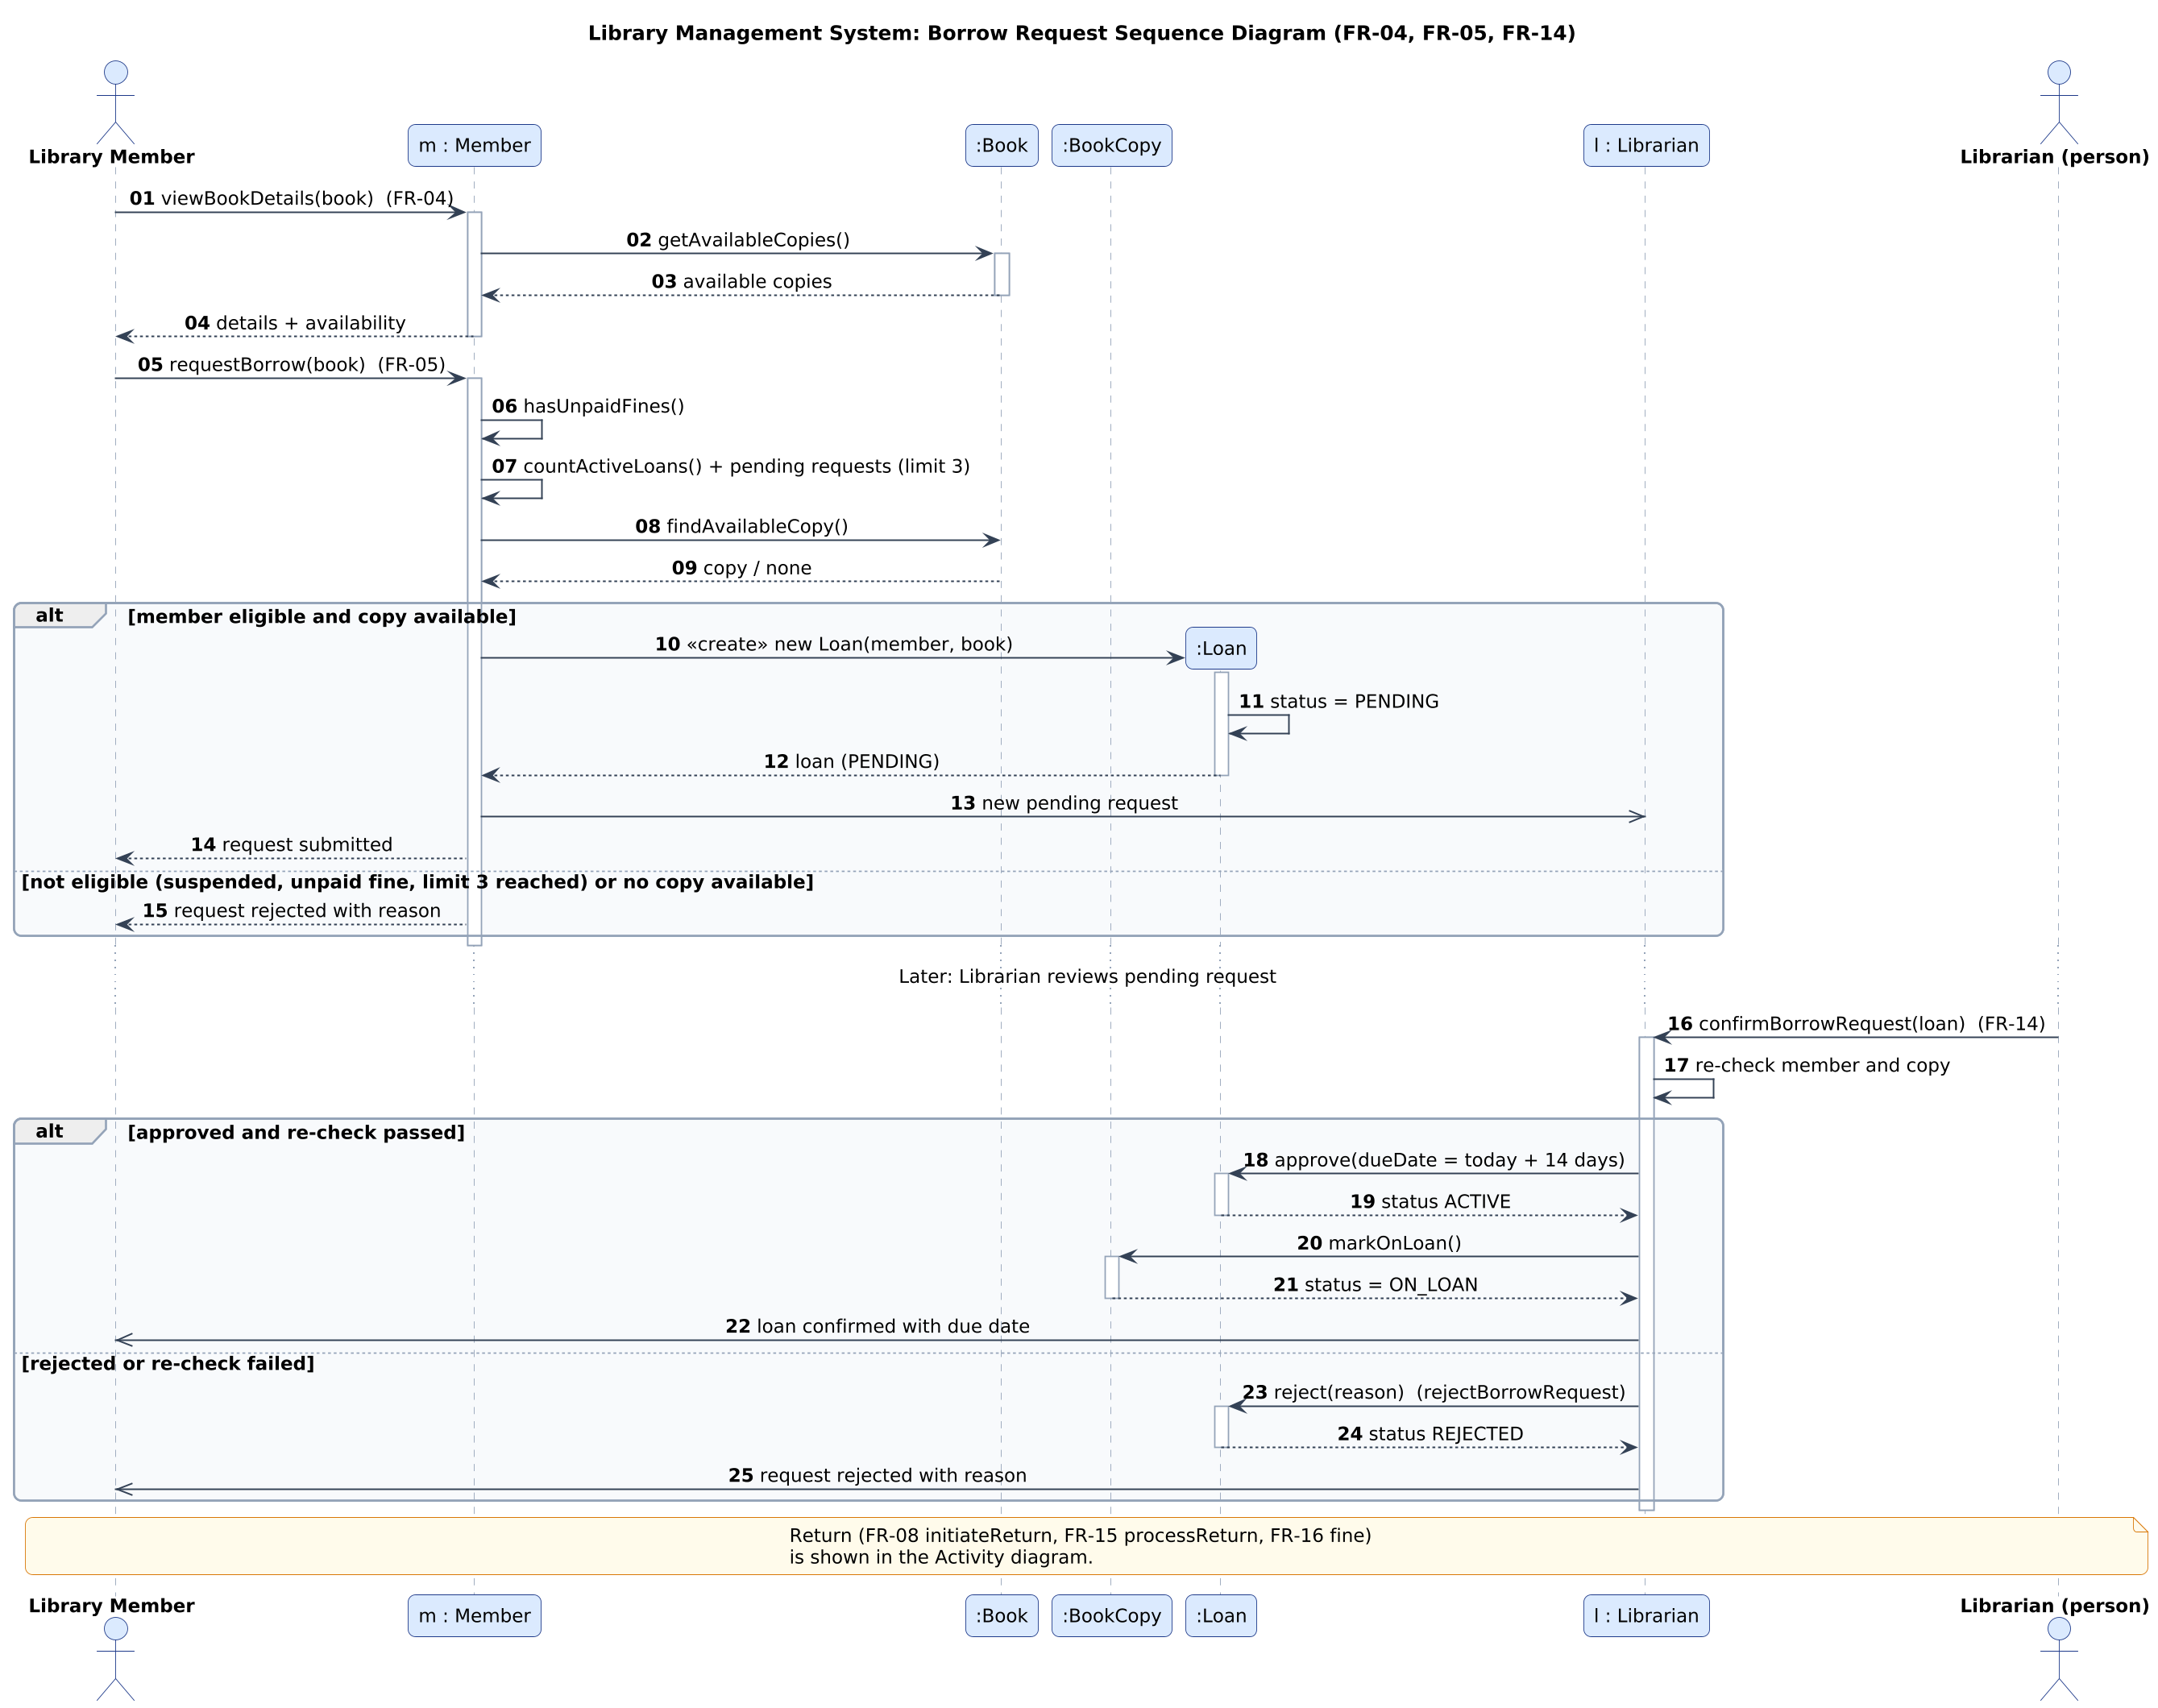 Library Management System: Borrow Request Sequence Diagram (FR-04, FR-05, FR-14)
Library Member
m : Member
:Book
:BookCopy
l : Librarian
Librarian (person)
01 viewBookDetails(book)  (FR-04)
02 getAvailableCopies()
03 available copies
04 details + availability
05 requestBorrow(book)  (FR-05)
06 hasUnpaidFines()
07 countActiveLoans() + pending requests (limit 3)
08 findAvailableCopy()
09 copy / none
alt [member eligible and copy available]
10 «create» new Loan(member, book)
:Loan
11 status = PENDING
12 loan (PENDING)
13 new pending request
14 request submitted
[not eligible (suspended, unpaid fine, limit 3 reached) or no copy available]
15 request rejected with reason
Later: Librarian reviews pending request
16 confirmBorrowRequest(loan)  (FR-14)
17 re-check member and copy
alt [approved and re-check passed]
18 approve(dueDate = today + 14 days)
19 status ACTIVE
20 markOnLoan()
21 status = ON_LOAN
22 loan confirmed with due date
[rejected or re-check failed]
23 reject(reason)  (rejectBorrowRequest)
24 status REJECTED
25 request rejected with reason
Return (FR-08 initiateReturn, FR-15 processReturn, FR-16 fine)
is shown in the Activity diagram.
Library Member
m : Member
:Book
:BookCopy
:Loan
l : Librarian
Librarian (person)